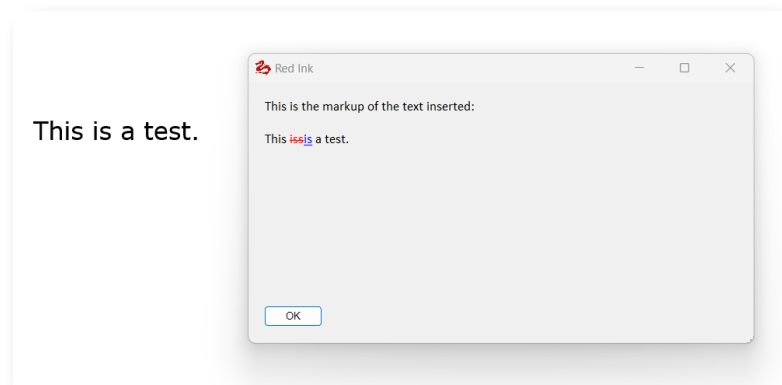 This is a test.
Red Ink
This is the markup of the text inserted:
This issis a test.
OK